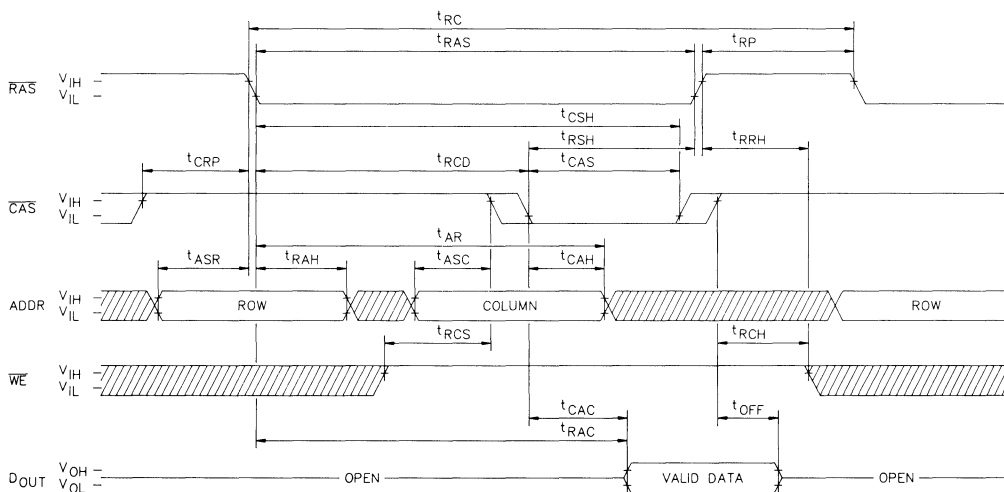 tRC
tRAS
tRP
RAS
VIH
VIL
tCSH
tRSH
tRRH
tCRP
tRCD
tCAS
CAS
VIH
VIL
tAR
tASR
tRAH
tASC
tCAH
ADDR
VIH
VIL
ROW
COLUMN
ROW
tRCS
tRCH
WE
VIH
VIL
tCAC
tOFF
tRAC
DOUT
VOH
VOL
OPEN
VALID DATA
OPEN